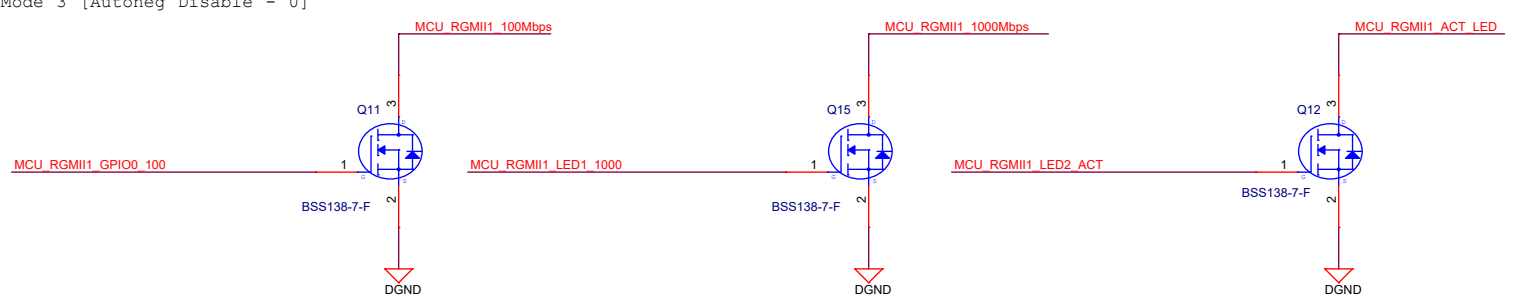 Mode 3 [Autoneg Disable - 0]
MCU_RGMII1_100Mbps
MCU_RGMII1_1000Mbps
MCU_RGMII1_ACT_LED
Q11
3
D
Q15
3
D
Q12
3
D
MCU_RGMII1_GPIO0_100
1
G
S
MCU_RGMII1_LED1_1000
1
G
S
MCU_RGMII1_LED2_ACT
1
G
S
BSS138-7-F
2
BSS138-7-F
2
BSS138-7-F
2
DGND
DGND
DGND